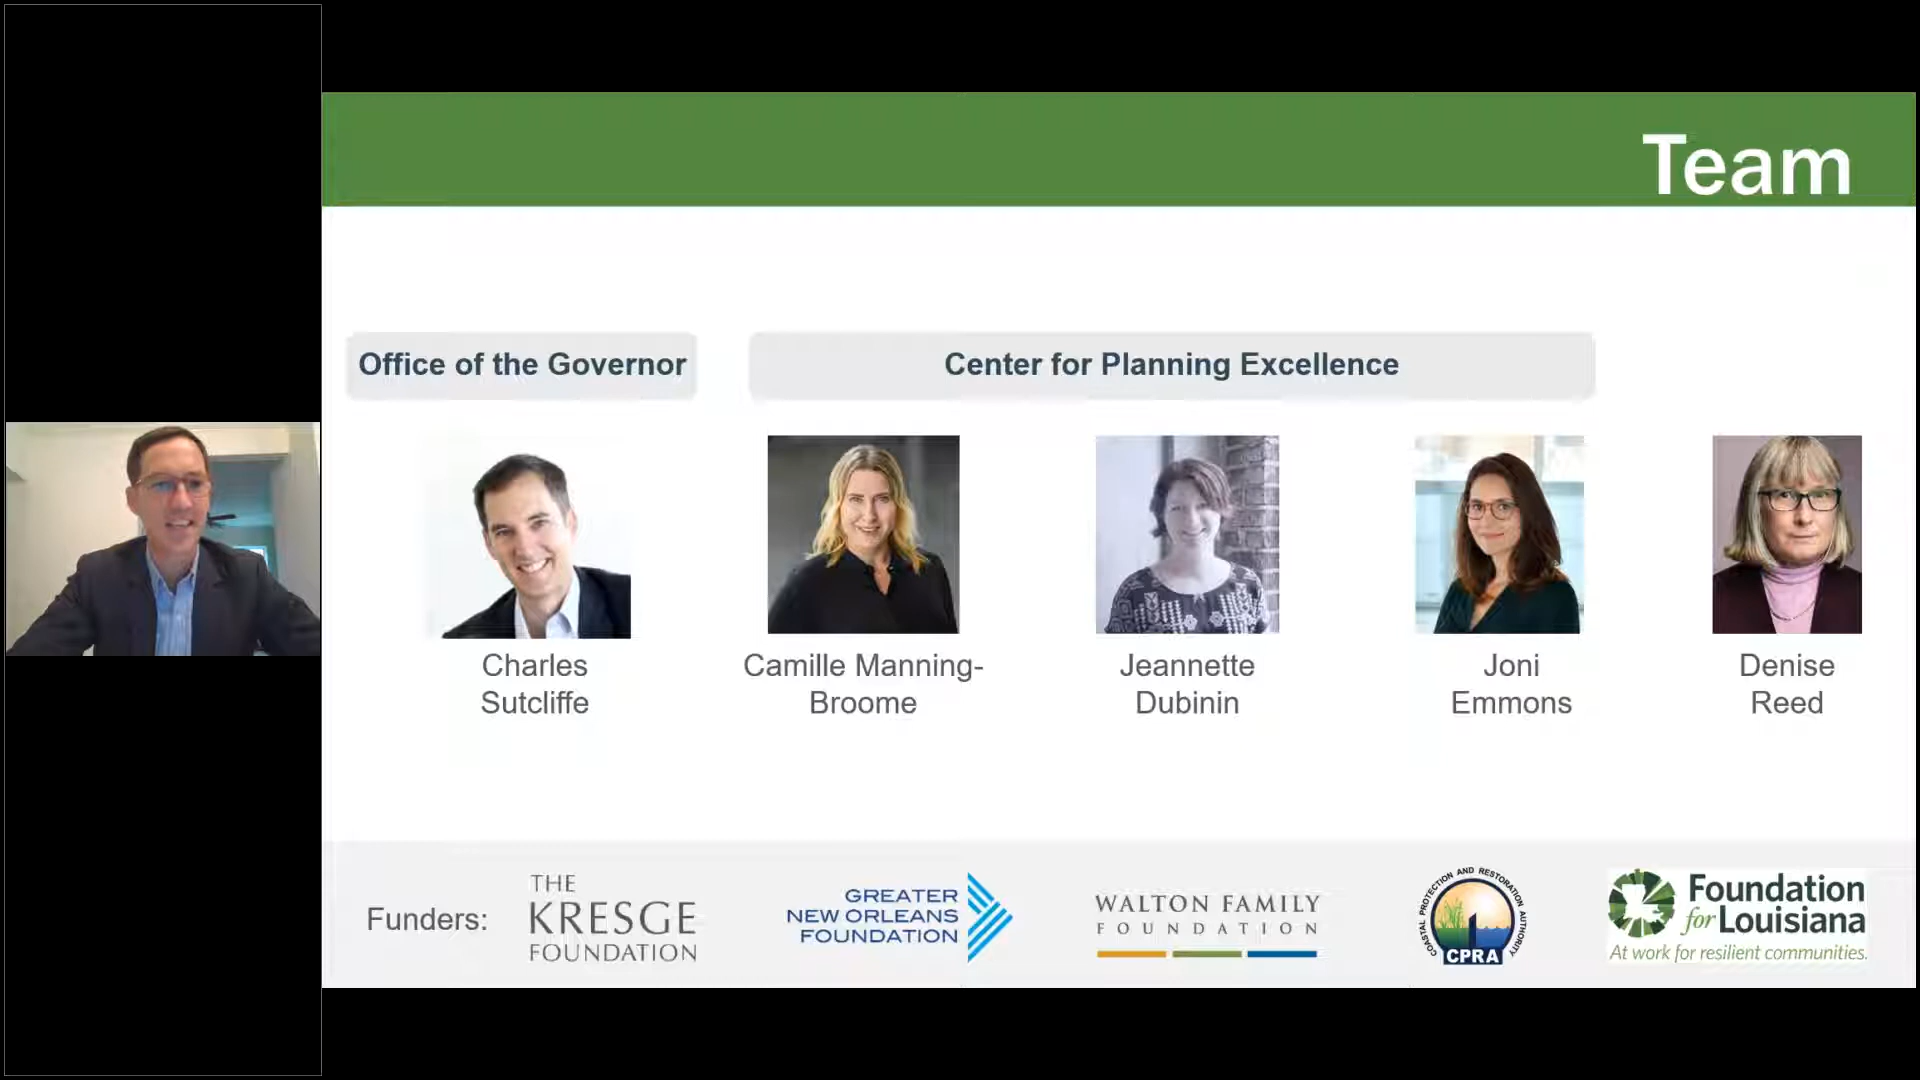 Team
Office of the Governor
Center for Planning Excellence
Charles
Sutcliffe
Camille Manning-
Broome
Jeannette
Dubinin
Joni
Emmons
Denise
Reed
Funders:
THE
KRESGE
FOUNDATION
GREATER
NEW ORLEANS
FOUNDATION
WALTON FAMILY
FOUNDATION
COASTAL PROTECTION AND RESTORATION AUTHORITY
CPRA
Foundation
for Louisiana
At work for resilient communities.